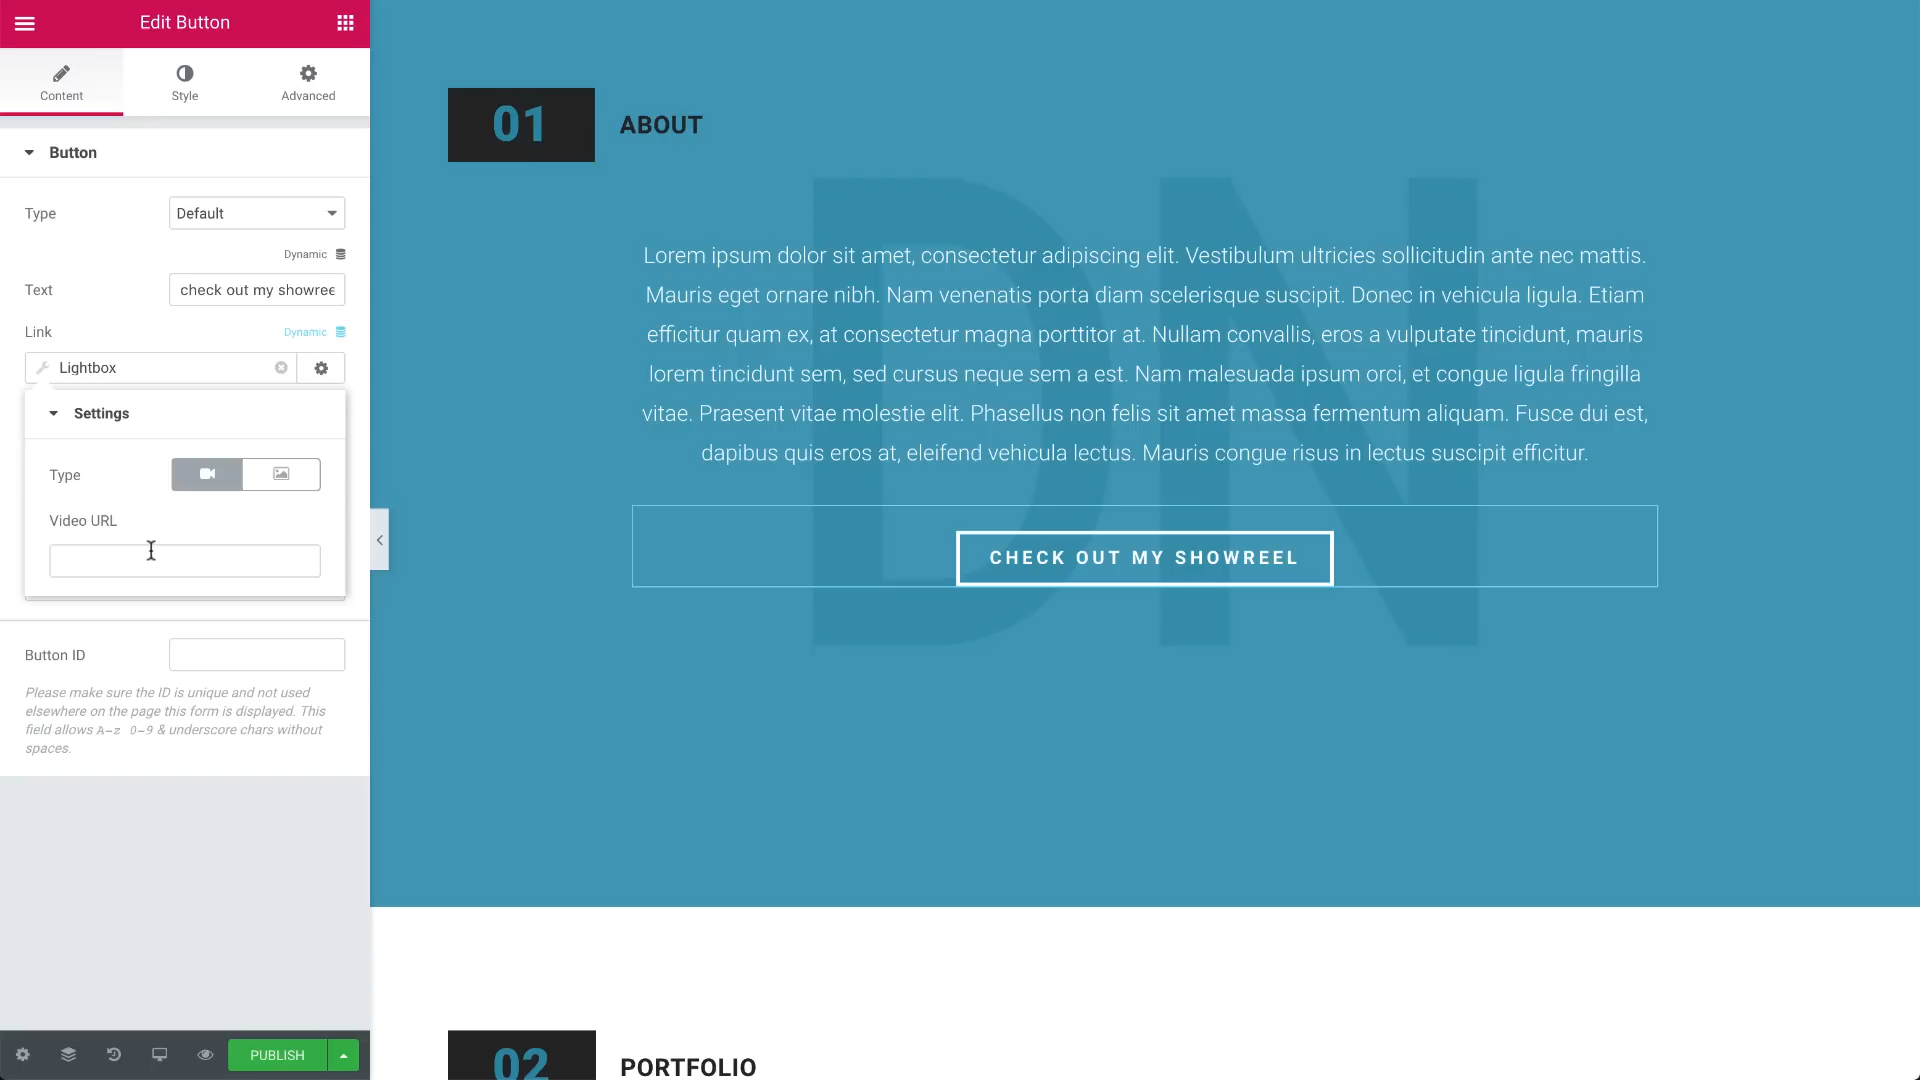 Edit Button
Content
Style
Advanced
Button
Type
Default
Dynamic
Text
check out my showree
Link
Dynamic
Lightbox
Settings
Type
Video URL
Button ID
Please make sure the ID is unique and not used
elsewhere on the page this form is displayed. This
field allows A-z 0-9 & underscore chars without
spaces.
PUBLISH
01
ABOUT
DN
Lorem ipsum dolor sit amet, consectetur adipiscing elit. Vestibulum ultricies sollicitudin ante nec mattis.
Mauris eget ornare nibh. Nam venenatis porta diam scelerisque suscipit. Donec in vehicula ligula. Etiam
efficitur quam ex, at consectetur magna porttitor at. Nullam convallis, eros a vulputate tincidunt, mauris
lorem tincidunt sem, sed cursus neque sem a est. Nam malesuada ipsum orci, et congue ligula fringilla
vitae. Praesent vitae molestie elit. Phasellus non felis sit amet massa fermentum aliquam. Fusce dui est,
dapibus quis eros at, eleifend vehicula lectus. Mauris congue risus in lectus suscipit efficitur.
CHECK OUT MY SHOWREEL
02
PORTFOLIO